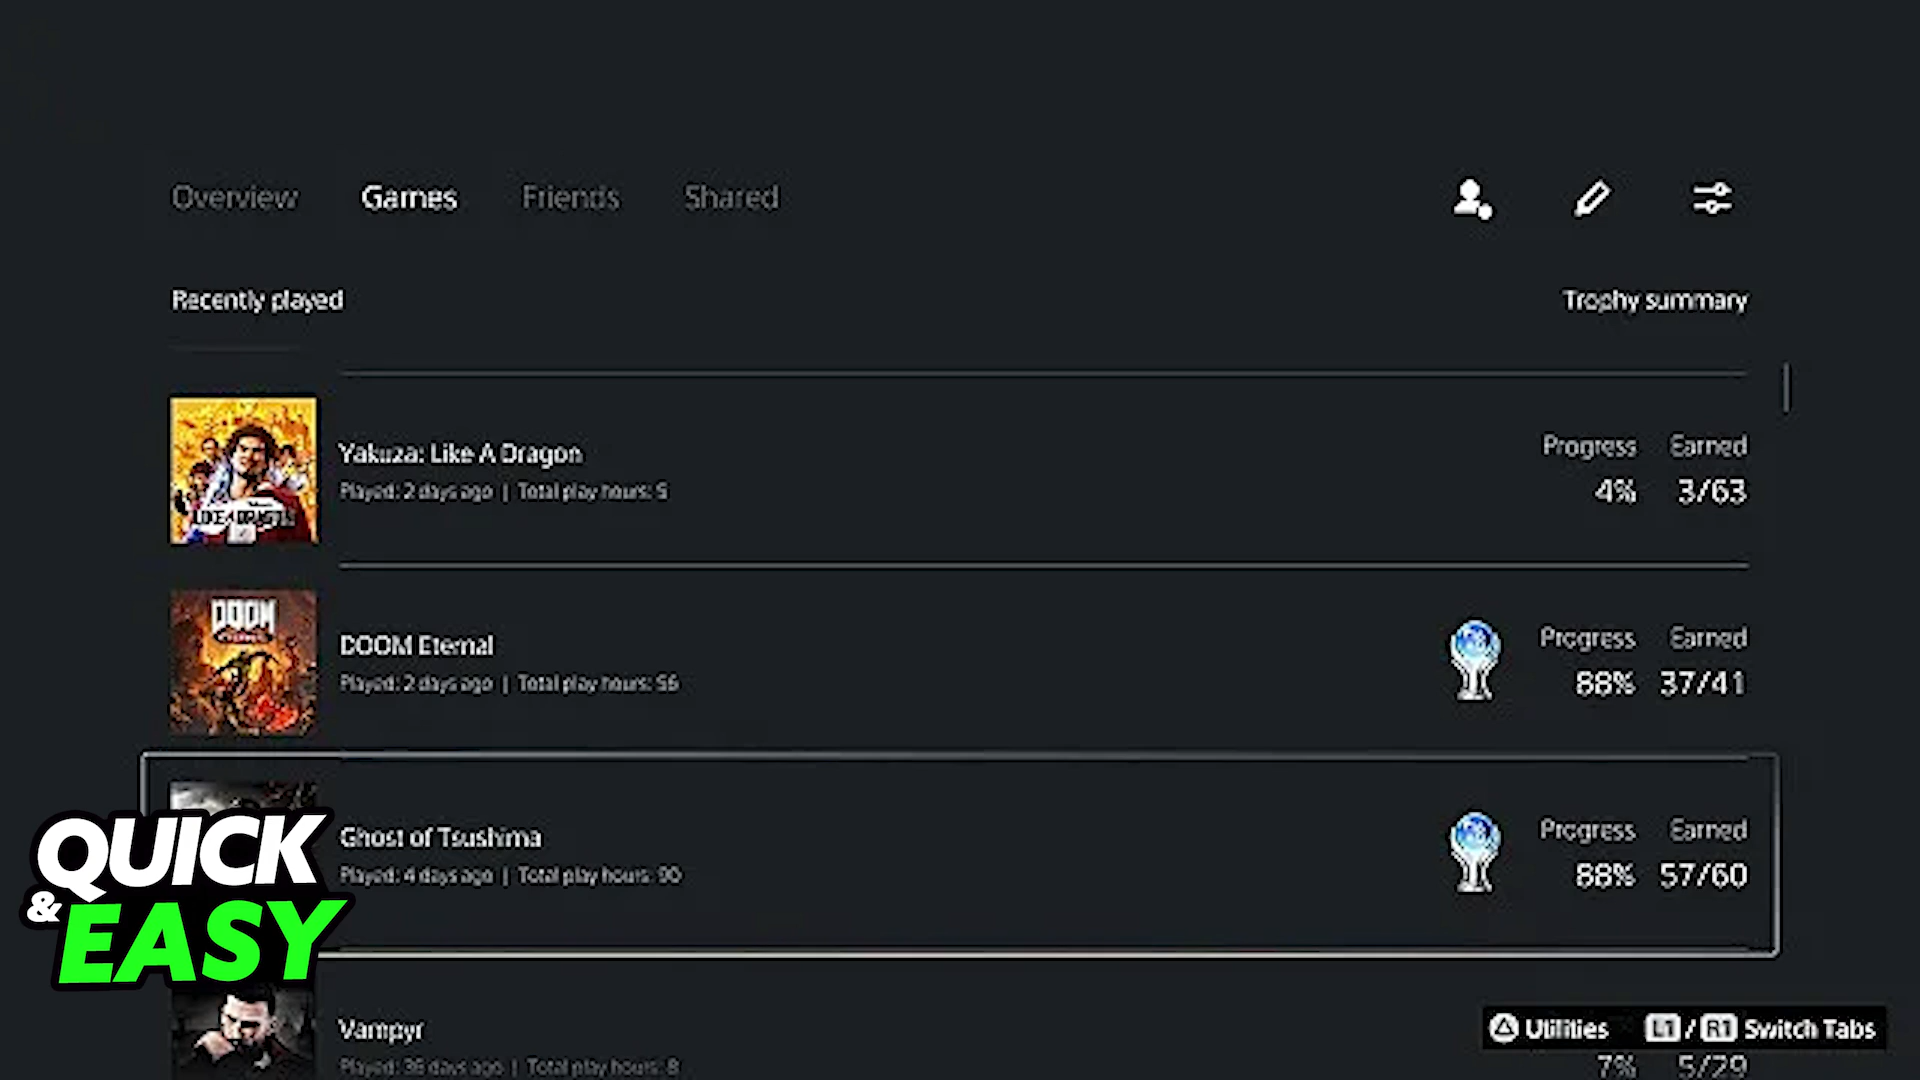 Overview Games Friends Shared
Recently played Trophy summary
Yakuza: Like A Dragon
Played: 2 days ago | Total play hours: 5
Progress Earned
4% 3/63
DOOM
DOOM Eternal
Played: 2 days ago | Total play hours: 56
Progress Earned
88% 37/41
Ghost of Tsushima
Played: 4 days ago | Total play hours: 90
Progress Earned
88% 57/60
QUICK
& EASY
Vampyr
Played: 36 days ago | Total play hours: 8
Utilities L1 / R1 Switch Tabs
7% 5/29